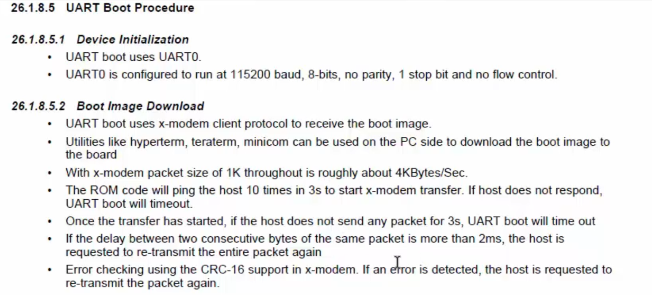 26.1.8.5 UART Boot Procedure
26.1.8.5.1 Device Initialization
• UART boot uses UART0.
• UART0 is configured to run at 115200 baud, 8-bits, no parity, 1 stop bit and no flow control.
26.1.8.5.2 Boot Image Download
• UART boot uses x-modem client protocol to receive the boot image.
• Utilities like hyperterm, teraterm, minicom can be used on the PC side to download the boot image to
the board
• With x-modem packet size of 1K throughout is roughly about 4KBytes/Sec.
• The ROM code will ping the host 10 times in 3s to start x-modem transfer. If host does not respond,
UART boot will timeout.
• Once the transfer has started, if the host does not send any packet for 3s, UART boot will time out
• If the delay between two consecutive bytes of the same packet is more than 2ms, the host is
requested to re-transmit the entire packet again
• Error checking using the CRC-16 support in x-modem. If an error is detected, the host is requested to
re-transmit the packet again.